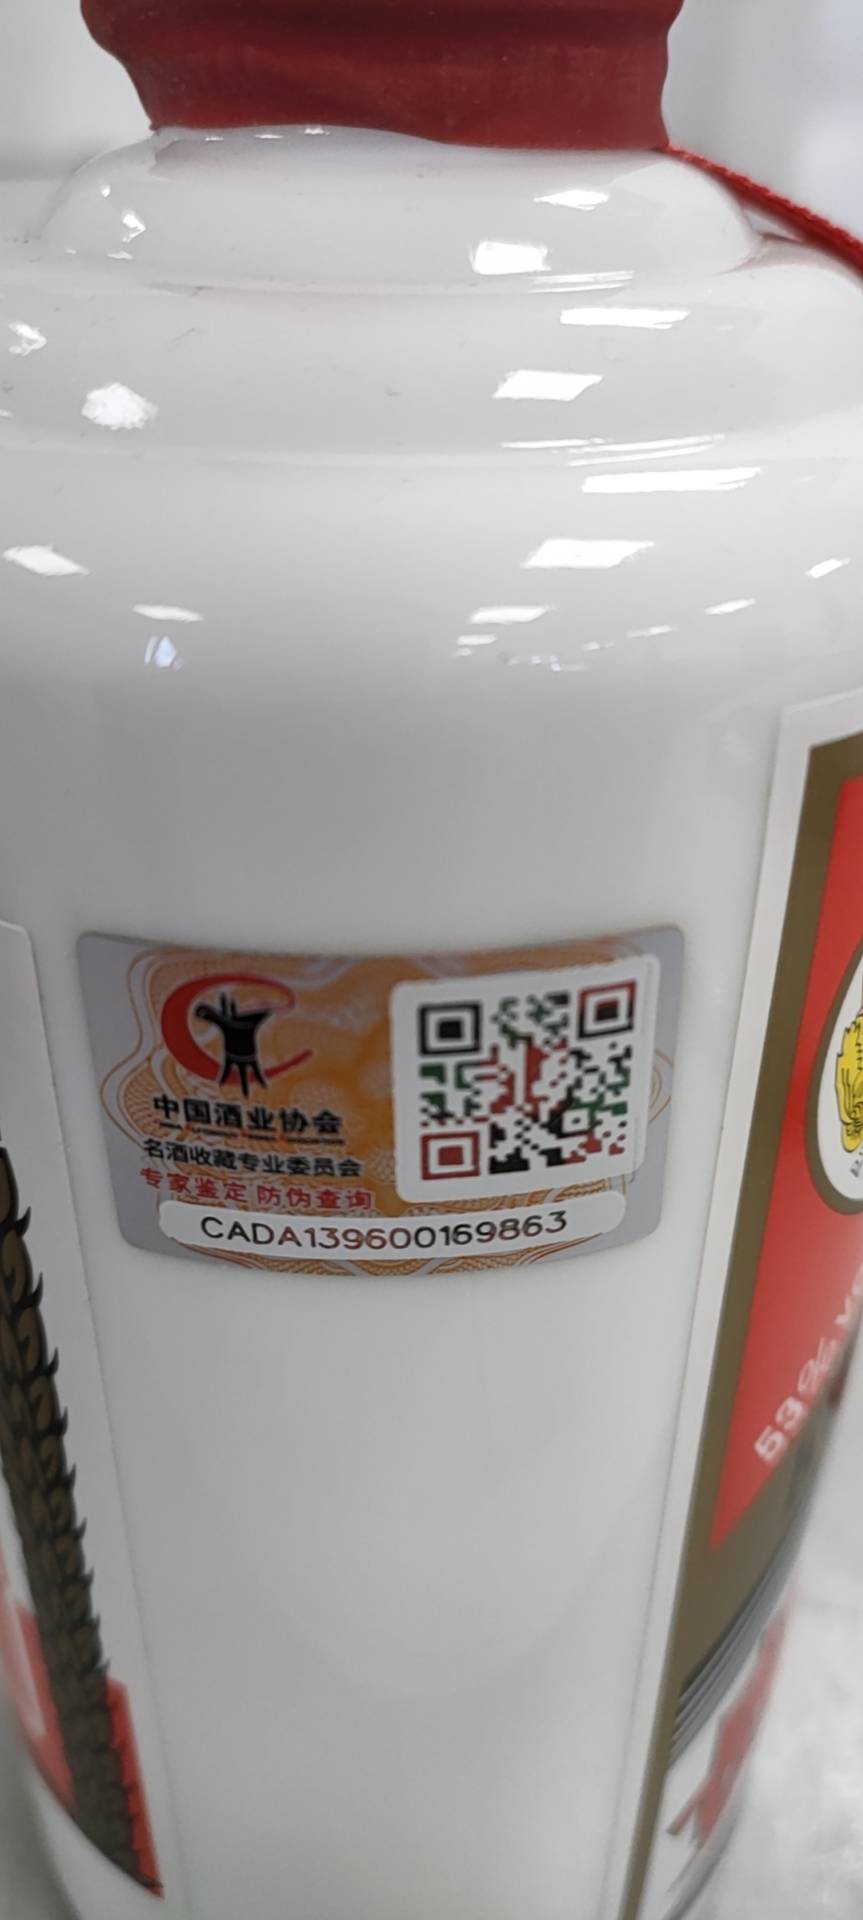 中国酒业协会
名酒收藏专业委员会
专家鉴定 防伪查询
CADA139600169863
53%